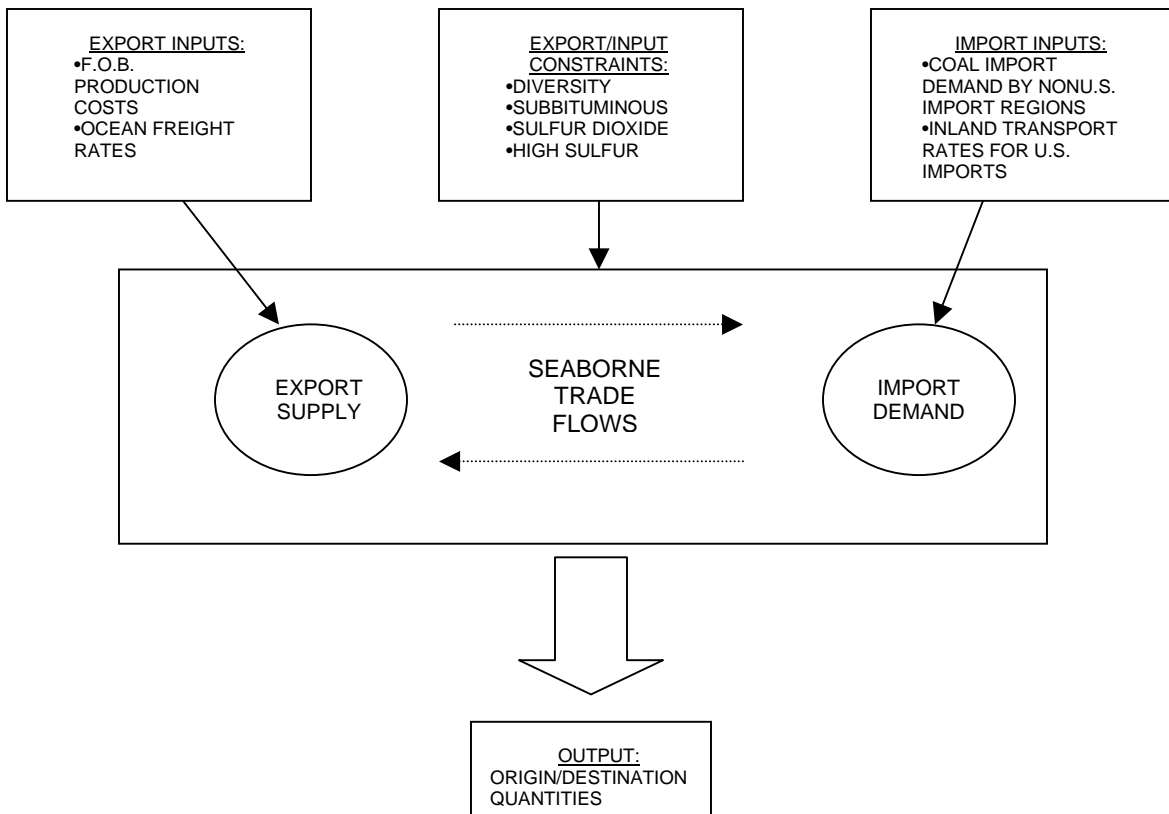 EXPORT INPUTS:
•F.O.B.
PRODUCTION
COSTS
•OCEAN FREIGHT
RATES
EXPORT/INPUT
CONSTRAINTS:
•DIVERSITY
•SUBBITUMINOUS
•SULFUR DIOXIDE
•HIGH SULFUR
IMPORT INPUTS:
•COAL IMPORT
DEMAND BY NONU.S.
IMPORT REGIONS
•INLAND TRANSPORT
RATES FOR U.S.
IMPORTS
EXPORT
SUPPLY
SEABORNE
TRADE
FLOWS
IMPORT
DEMAND
OUTPUT:
ORIGIN/DESTINATION
QUANTITIES